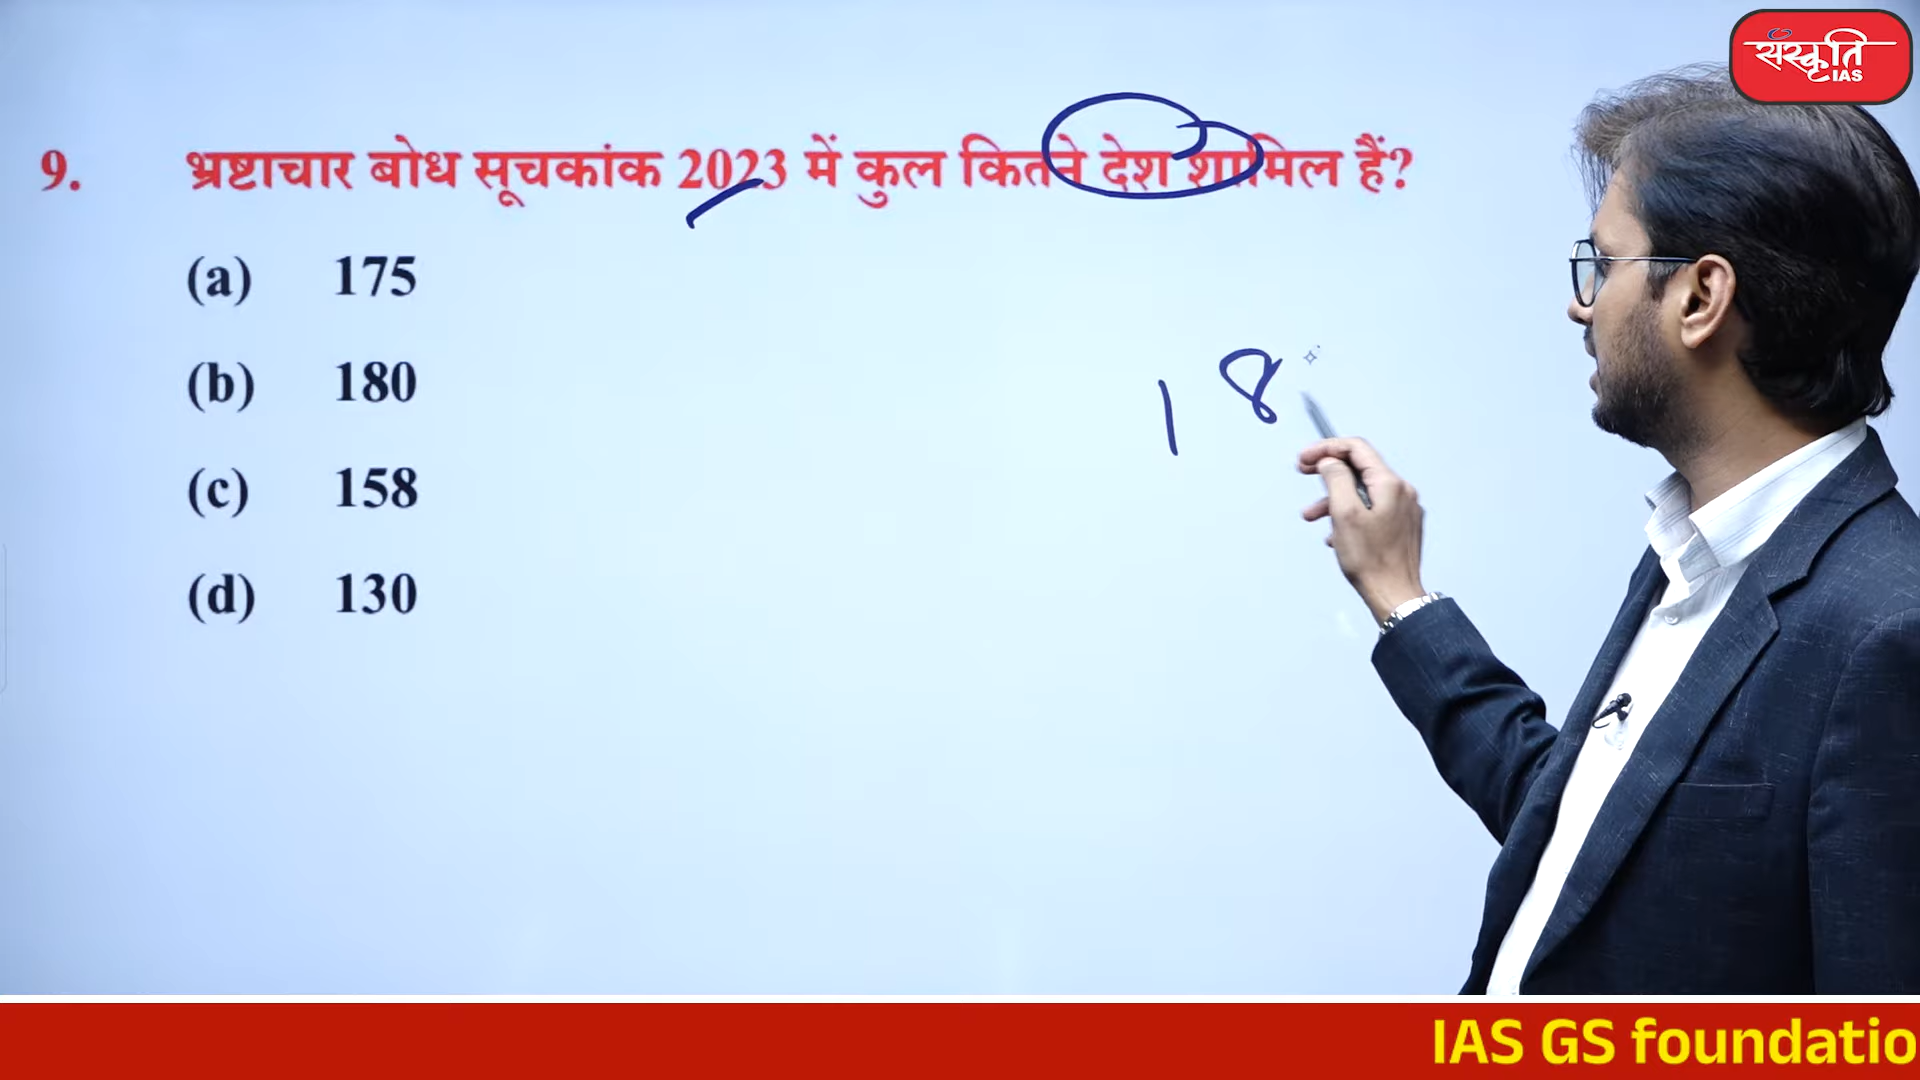 संस्कृति
IAS
9. भ्रष्टाचार बोध सूचकांक 2023 में कुल कितने देश शामिल हैं?
(a) 175
(b) 180
(c) 158
(d) 130
18
IAS GS foundatio